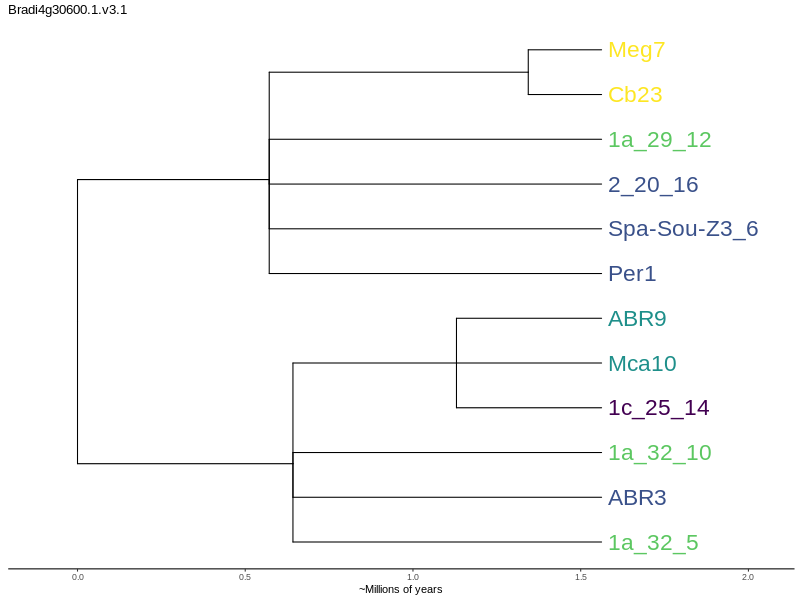 Bradi4g30600.1.v3.1
Meg7
Cb23
1a_29_12
2_20_16
Spa-Sou-Z3_6
Per1
ABR9
Mca10
1c_25_14
1a_32_10
ABR3
1a_32_5
0.0 0.5 1.0 1.5 2.0
~Millions of years